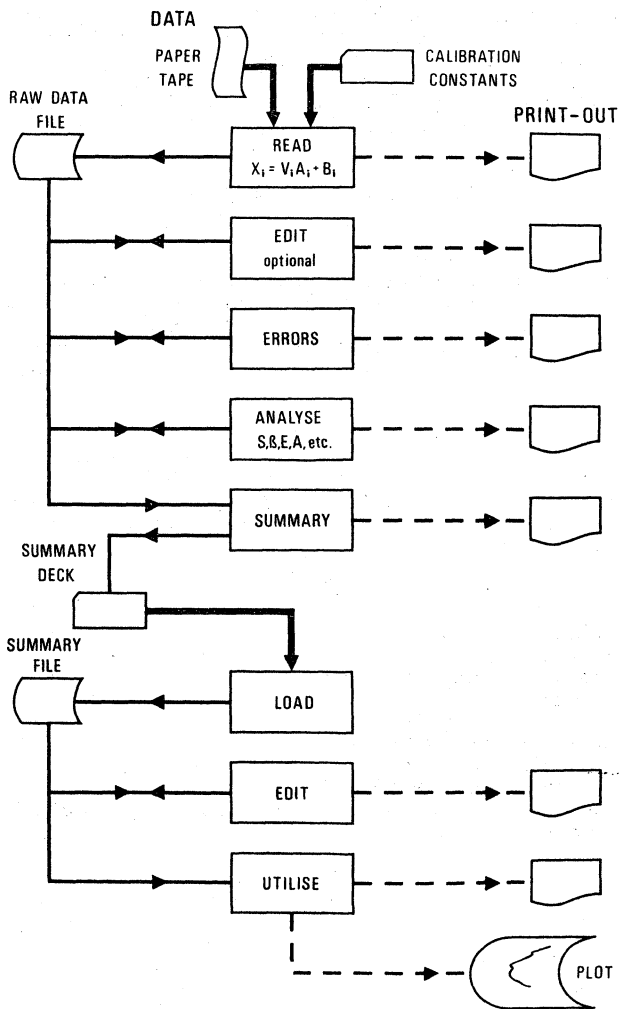 DATA
PAPER
TAPE
CALIBRATION
CONSTANTS
RAW DATA
FILE
PRINT-OUT
READ
Xᵢ = VᵢAᵢ + Bᵢ
EDIT
optional
ERRORS
ANALYSE
S,ß,E,A, etc.
SUMMARY
SUMMARY
DECK
SUMMARY
FILE
LOAD
EDIT
UTILISE
PLOT